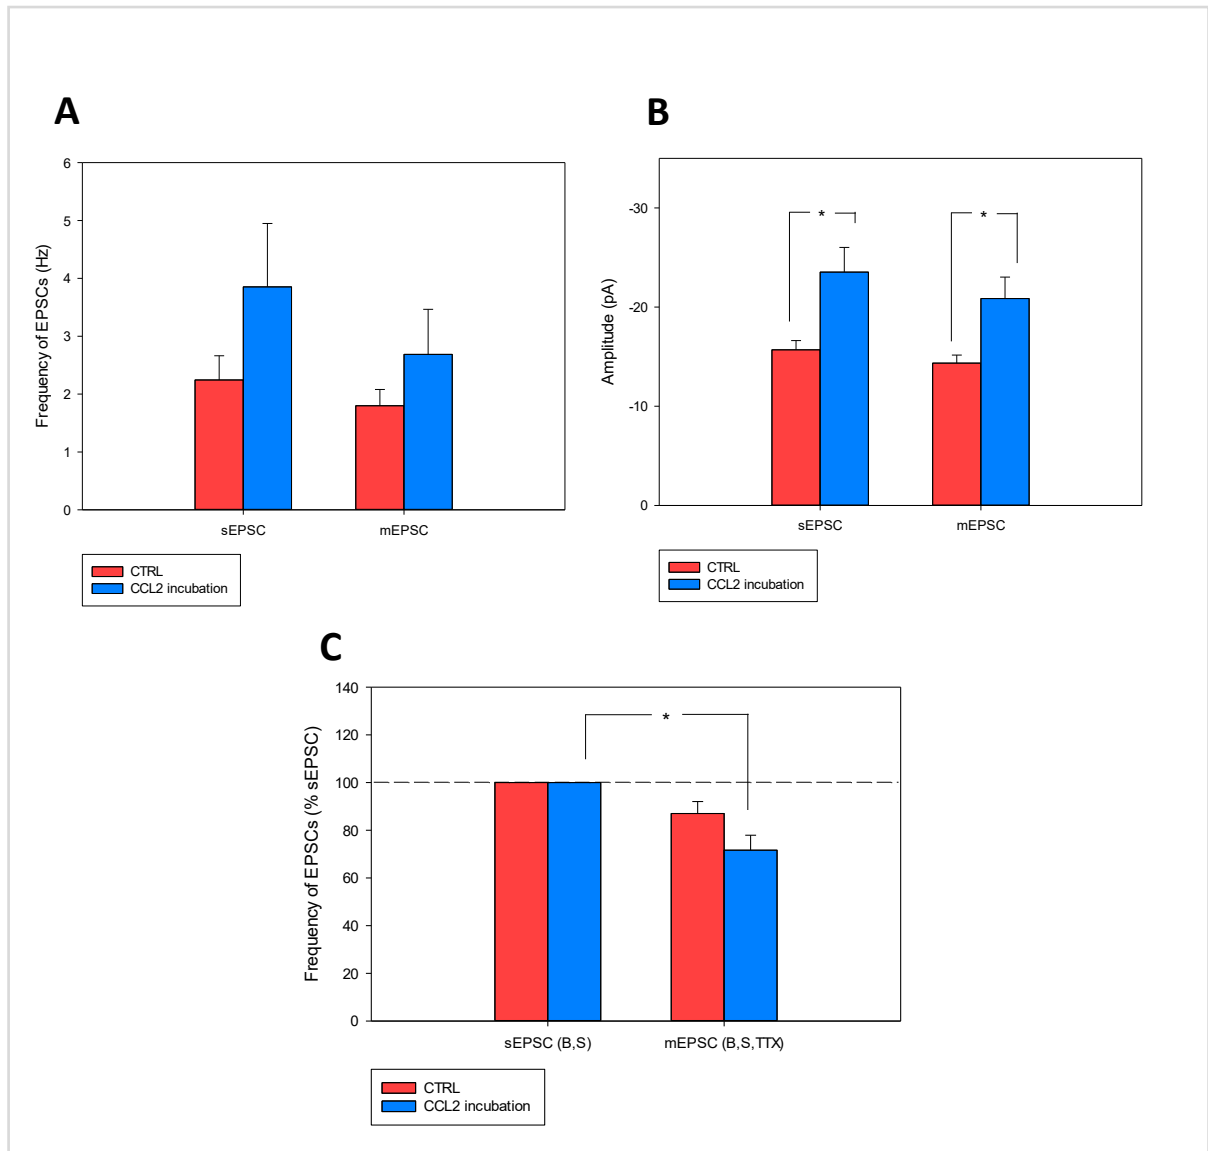 A
B
6
5
4
3
2
1
0
Frequency of EPSCs (Hz)
sEPSC mEPSC
CTRL
CCL2 incubation
-30
-20
-10
0
Amplitude (pA)
* *
sEPSC mEPSC
CTRL
CCL2 incubation
C
140
120
100
80
60
40
20
0
Frequency of EPSCs (% sEPSC)
*
sEPSC (B,S) mEPSC (B,S,TTX)
CTRL
CCL2 incubation